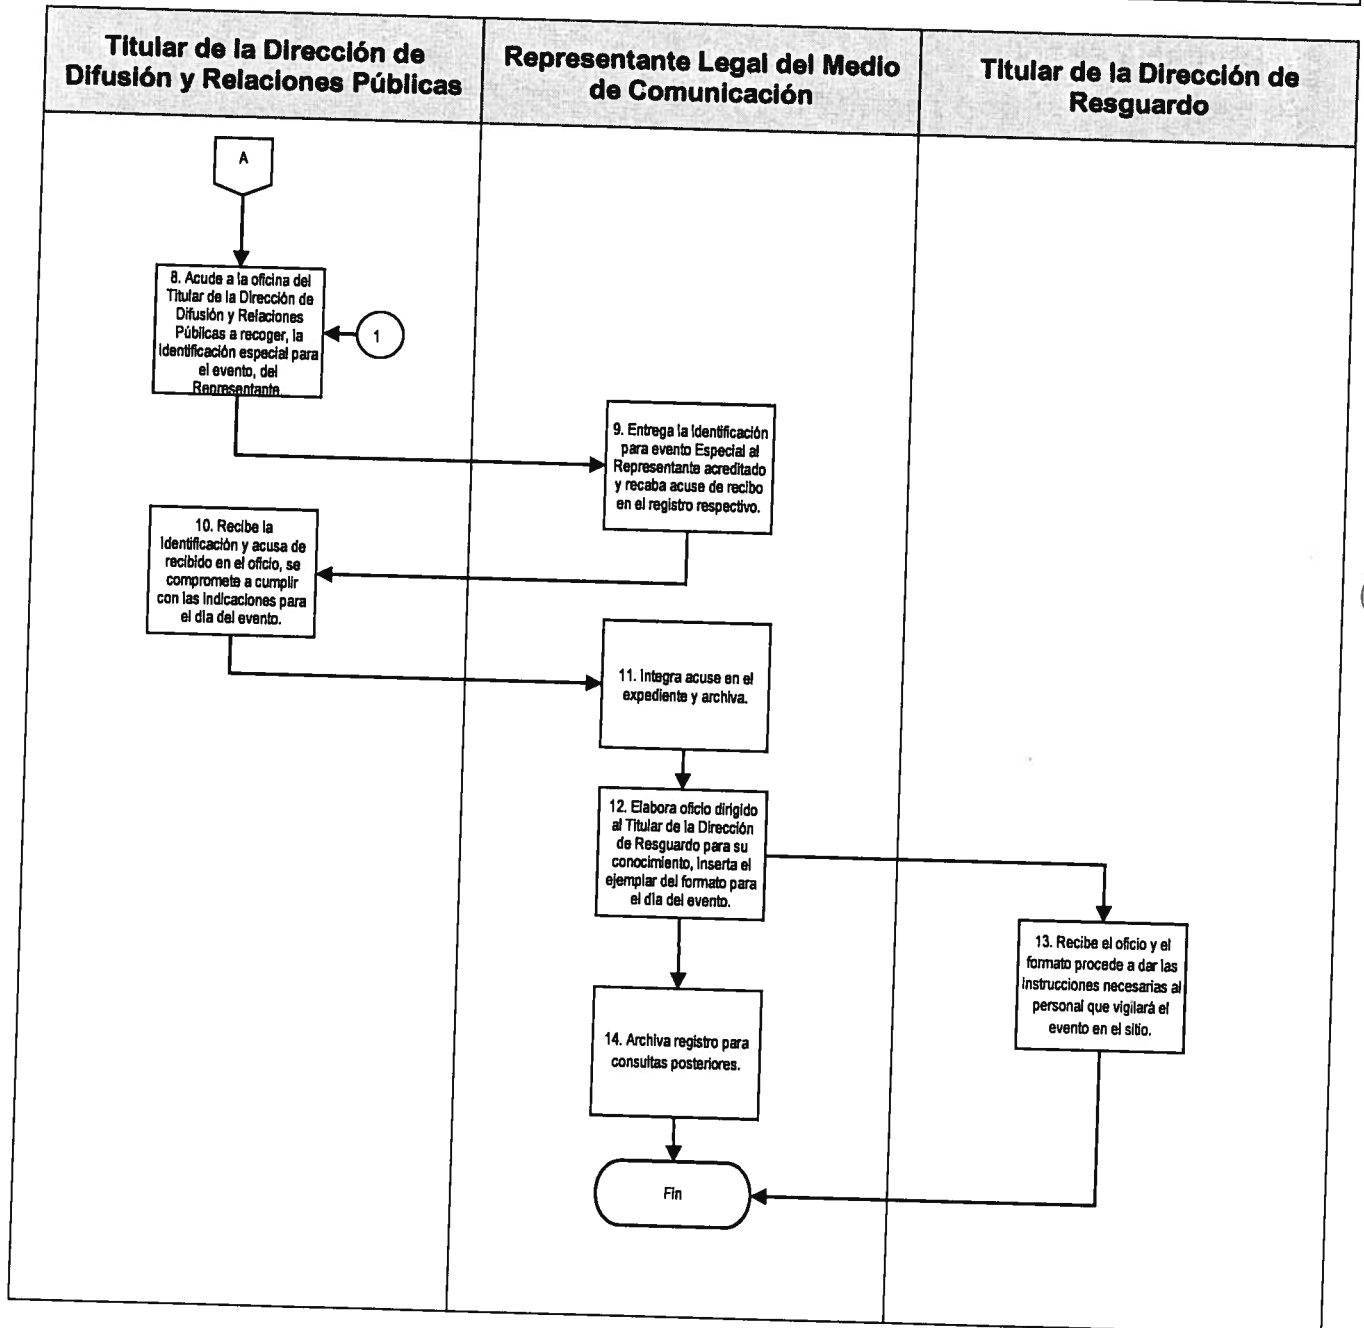 Titular de la Dirección de
Difusión y Relaciones Públicas
Representante Legal del Medio
de Comunicación
Titular de la Dirección de
Resguardo
A
8. Acude a la oficina del
Titular de la Dirección de
Difusión y Relaciones
Públicas a recoger, la
Identificación especial para
el evento, del
Representante
1
9. Entrega la Identificación
para evento Especial al
Representante acreditado
y recaba acuse de recibo
en el registro respectivo.
10. Recibe la
Identificación y acusa de
recibido en el oficio, se
compromete a cumplir
con las Indicaciones para
el día del evento.
11. Integra acuse en el
expediente y archiva.
12. Elabora oficio dirigido
al Titular de la Dirección
de Resguardo para su
conocimiento, Inserta el
ejemplar del formato para
el día del evento.
13. Recibe el oficio y el
formato procede a dar las
instrucciones necesarias al
personal que vigilará el
evento en el sitio.
14. Archiva registro para
consultas posteriores.
Fin